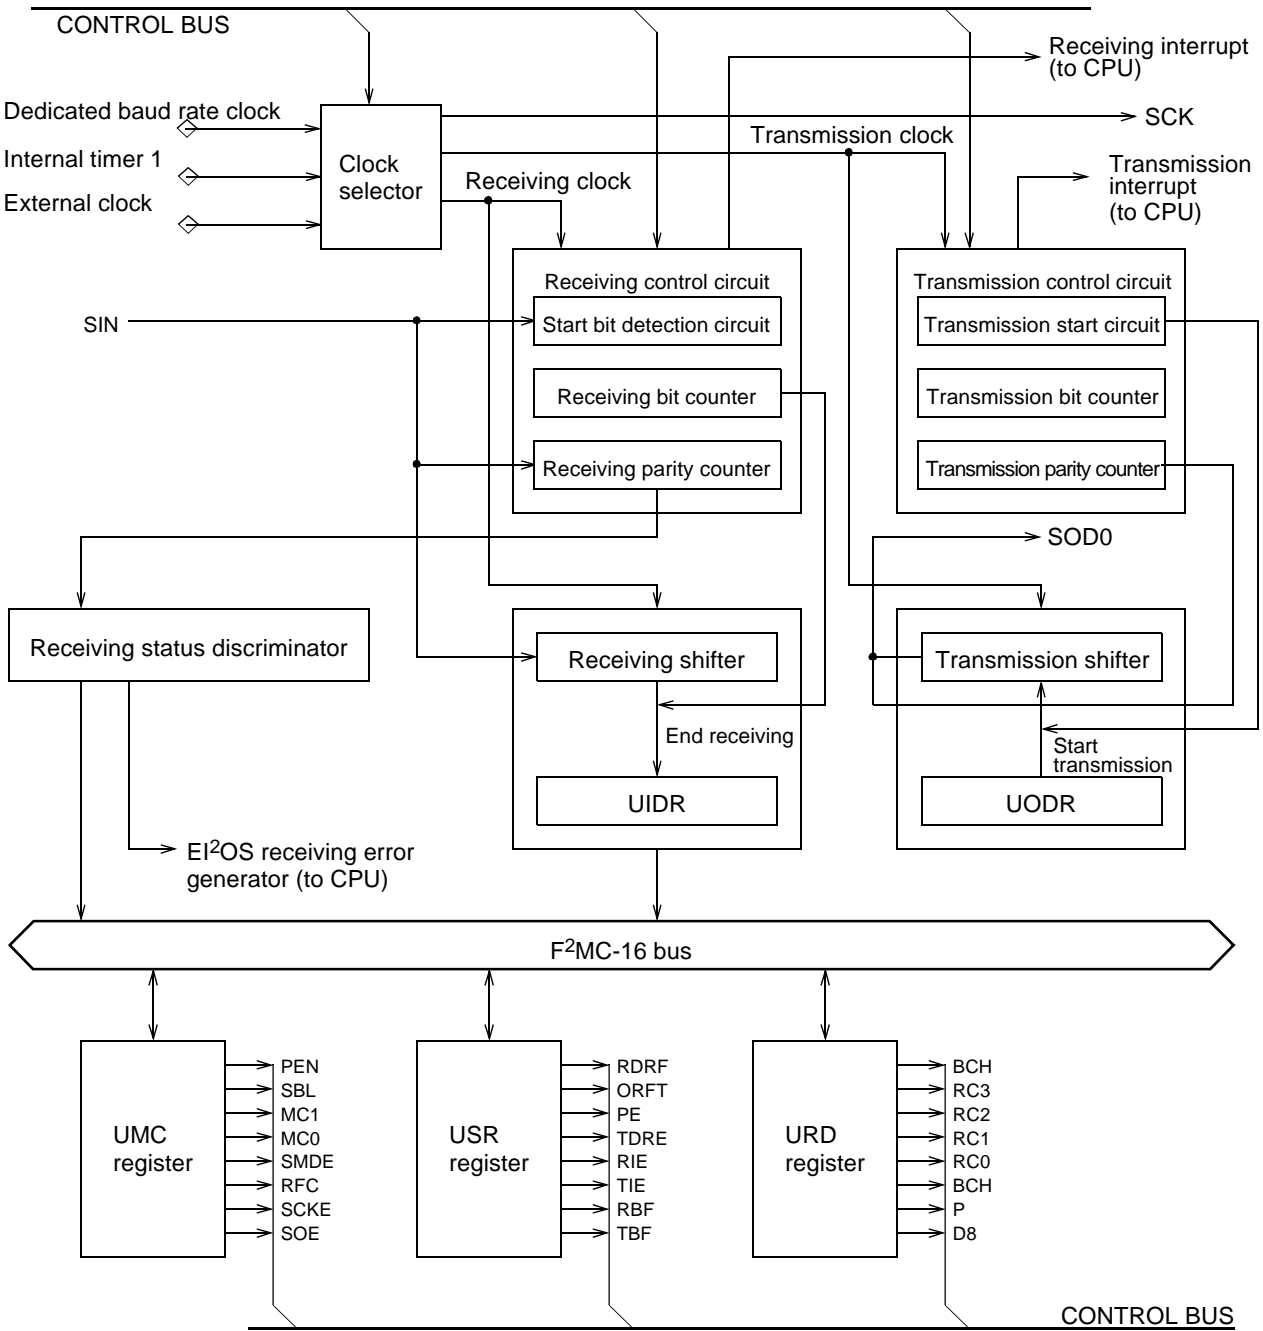 CONTROL BUS
Receiving interrupt
(to CPU)
Dedicated baud rate clock
SCK
Transmission clock
Internal timer 1
Clock
selector
Receiving clock
Transmission
interrupt
(to CPU)
External clock
Receiving control circuit
Transmission control circuit
SIN
Start bit detection circuit
Transmission start circuit
Receiving bit counter
Transmission bit counter
Receiving parity counter
Transmission parity counter
SOD0
Receiving status discriminator
Receiving shifter
Transmission shifter
End receiving
Start
transmission
UIDR
UODR
EI²OS receiving error
generator (to CPU)
F²MC-16 bus
UMC
register
PEN
SBL
MC1
MC0
SMDE
RFC
SCKE
SOE
USR
register
RDRF
ORFT
PE
TDRE
RIE
TIE
RBF
TBF
URD
register
BCH
RC3
RC2
RC1
RC0
BCH
P
D8
CONTROL BUS